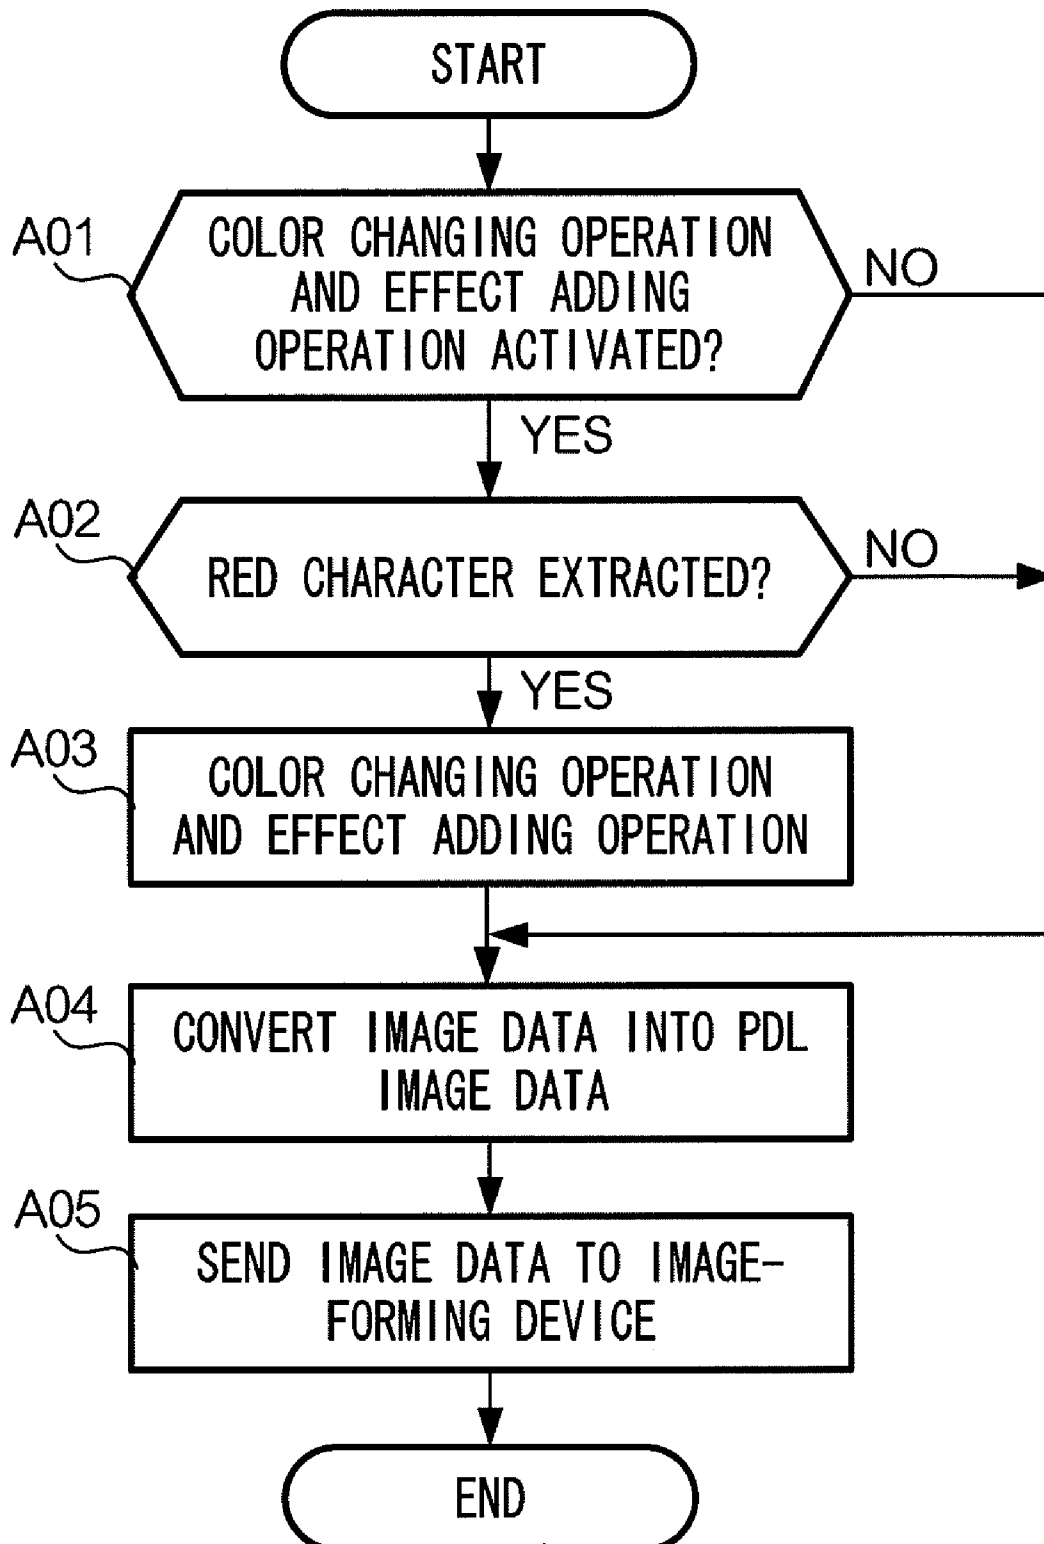 START
A01
COLOR CHANGING OPERATION
AND EFFECT ADDING
OPERATION ACTIVATED?
NO
YES
A02
RED CHARACTER EXTRACTED?
NO
YES
A03
COLOR CHANGING OPERATION
AND EFFECT ADDING OPERATION
A04
CONVERT IMAGE DATA INTO PDL
IMAGE DATA
A05
SEND IMAGE DATA TO IMAGE-
FORMING DEVICE
END